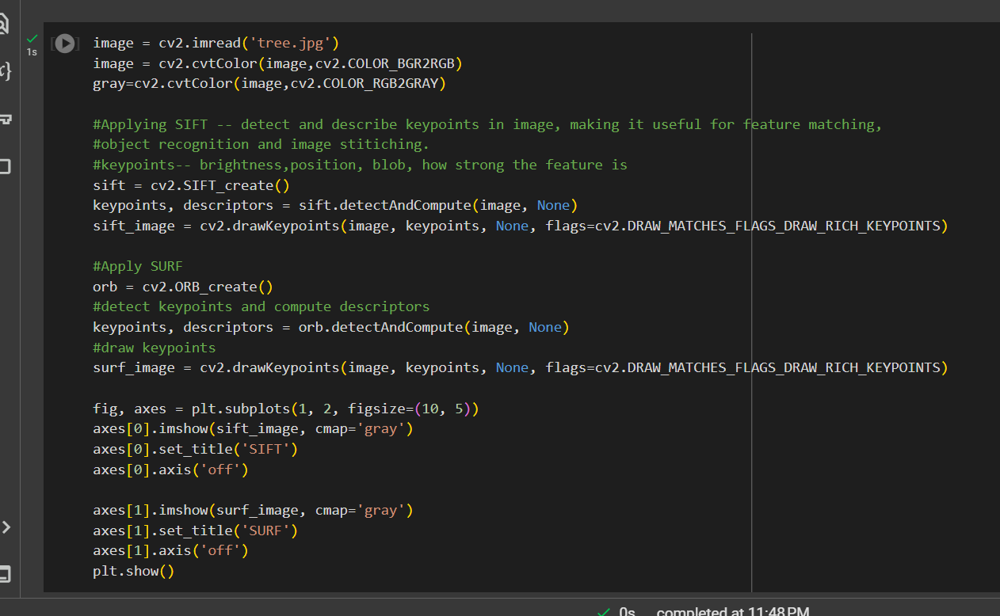 image = cv2.imread('tree.jpg')
1s
image = cv2.cvtColor(image,cv2.COLOR_BGR2RGB)
gray=cv2.cvtColor(image,cv2.COLOR_RGB2GRAY)
#Applying SIFT -- detect and describe keypoints in image, making it useful for feature matching,
#object recognition and image stitiching.
#keypoints-- brightness,position, blob, how strong the feature is
sift = cv2.SIFT_create()
keypoints, descriptors = sift.detectAndCompute(image, None)
sift_image = cv2.drawKeypoints(image, keypoints, None, flags=cv2.DRAW_MATCHES_FLAGS_DRAW_RICH_KEYPOINTS)
#Apply SURF
orb = cv2.ORB_create()
#detect keypoints and compute descriptors
keypoints, descriptors = orb.detectAndCompute(image, None)
#draw keypoints
surf_image = cv2.drawKeypoints(image, keypoints, None, flags=cv2.DRAW_MATCHES_FLAGS_DRAW_RICH_KEYPOINTS)
fig, axes = plt.subplots(1, 2, figsize=(10, 5))
axes[0].imshow(sift_image, cmap='gray')
axes[0].set_title('SIFT')
axes[0].axis('off')
axes[1].imshow(surf_image, cmap='gray')
axes[1].set_title('SURF')
axes[1].axis('off')
plt.show()
0s completed at 11:48 PM